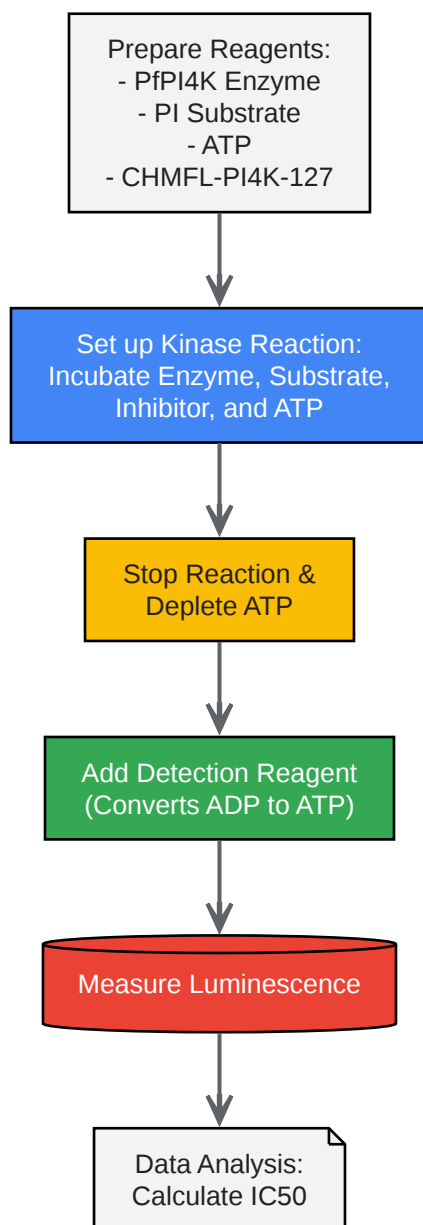 Prepare Reagents:
- PfPI4K Enzyme
- PI Substrate
- ATP
- CHMFL-PI4K-127
Set up Kinase Reaction:
Incubate Enzyme, Substrate,
Inhibitor, and ATP
Stop Reaction &
Deplete ATP
Add Detection Reagent
(Converts ADP to ATP)
Measure Luminescence
Data Analysis:
Calculate IC50